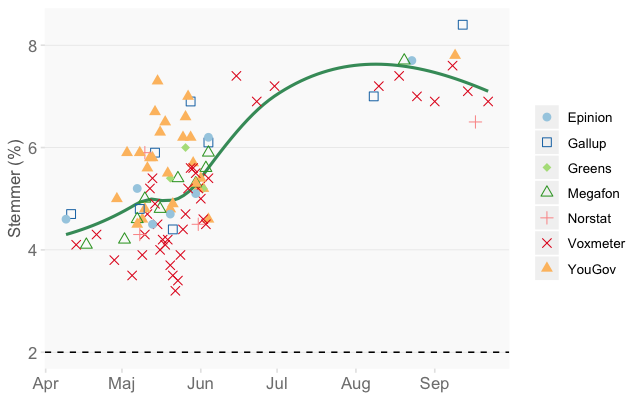 Stemmer (%)
8
6
4
2
Apr Maj Jun Jul Aug Sep
Epinion
Gallup
Greens
Megafon
Norstat
Voxmeter
YouGov